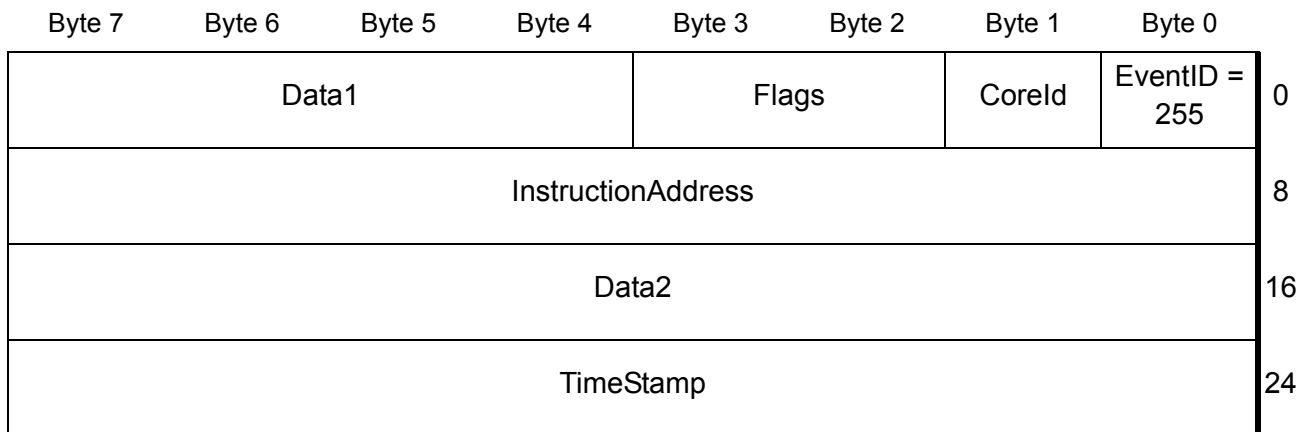 Byte 7 Byte 6 Byte 5 Byte 4 Byte 3 Byte 2 Byte 1 Byte 0
Data1 Flags CoreId EventID = 255 0
InstructionAddress 8
Data2 16
TimeStamp 24